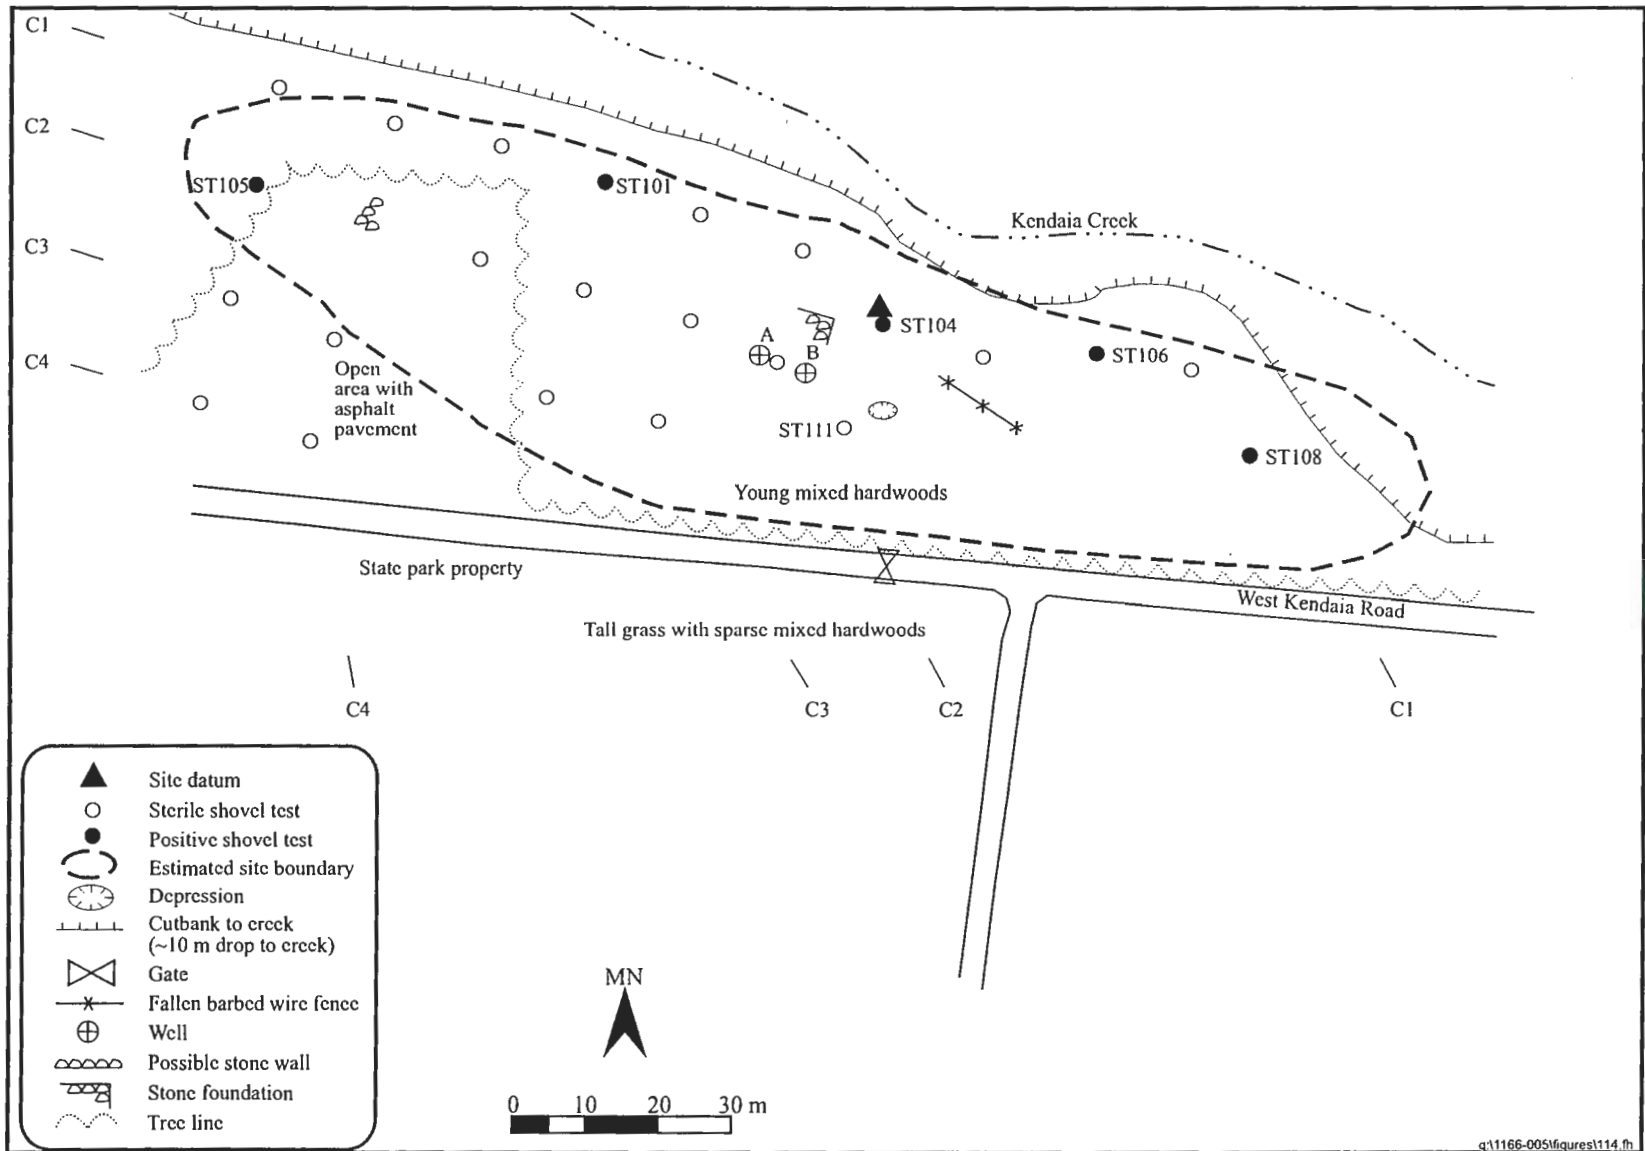 C1
C2
C3
C4
Kendaia Creek
ST105
ST101
ST104
ST106
A
B
Open
area with
asphalt
pavement
ST111
ST108
Young mixed hardwoods
State park property
West Kendaia Road
Tall grass with sparse mixed hardwoods
C4
C3
C2
C1
Site datum
Sterile shovel test
Positive shovel test
Estimated site boundary
Depression
Cutbank to creek
(~10 m drop to creek)
Gate
Fallen barbed wire fence
Well
Possible stone wall
Stone foundation
Tree line
MN
0 10 20 30 m
q:\1166-005\figures\114.fh